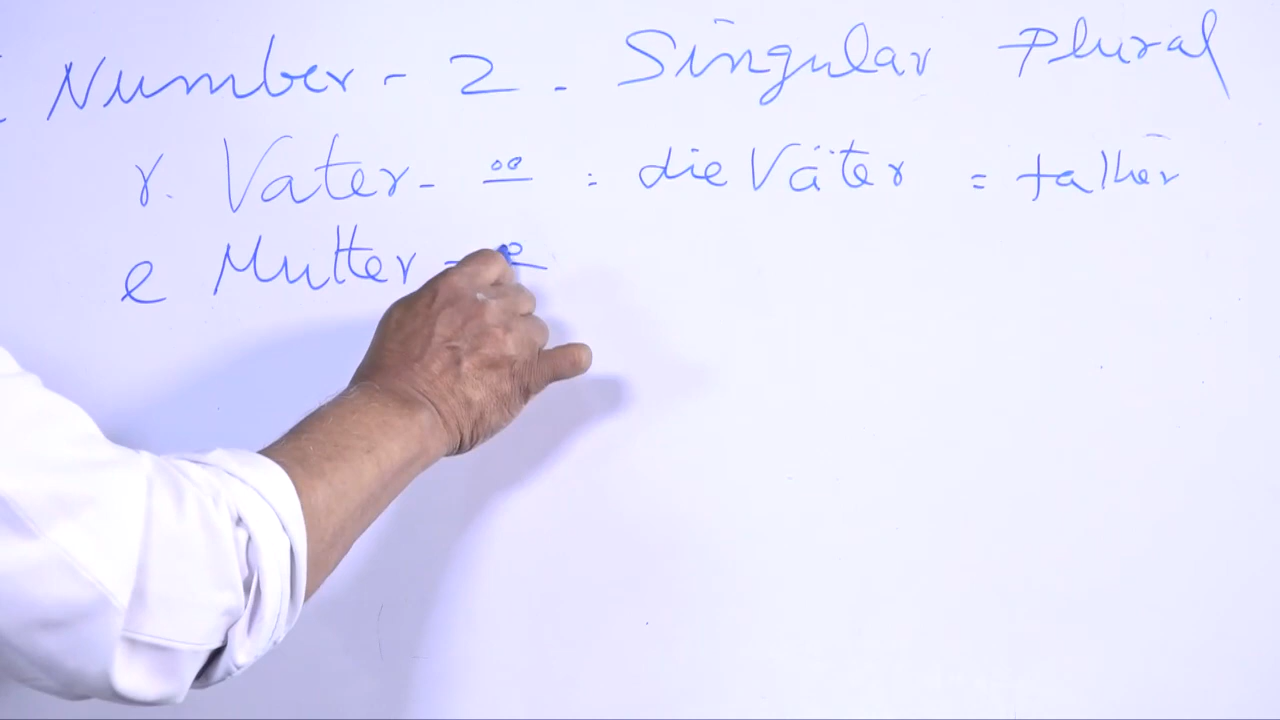 Number - 2. Singular Plural
r. Vater - ⸚ = die Väter = father
e Mutter - ⸚